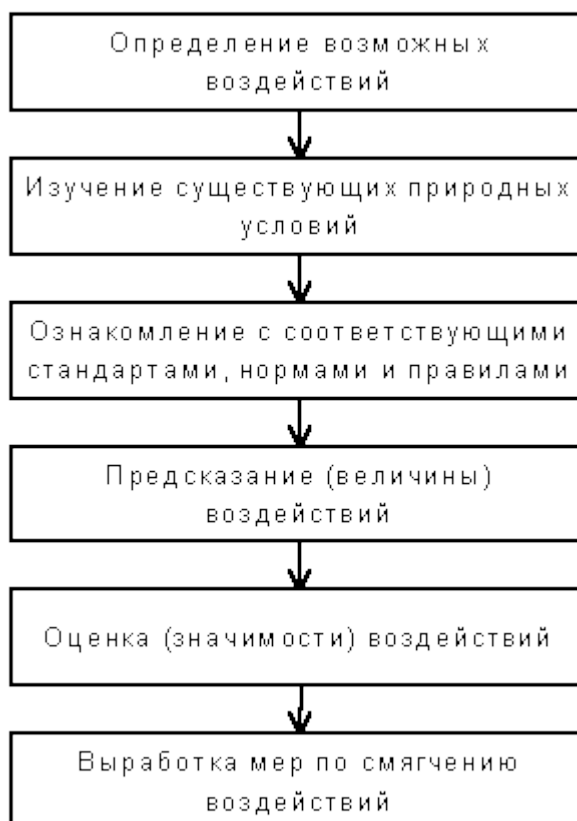 Определение возможных
воздействий
Изучение существующих природных
условий
Ознакомление с соответствующими
стандартами, нормами и правилами
Предсказание (величины)
воздействий
Оценка (значимости) воздействий
Выработка мер по смягчению
воздействий